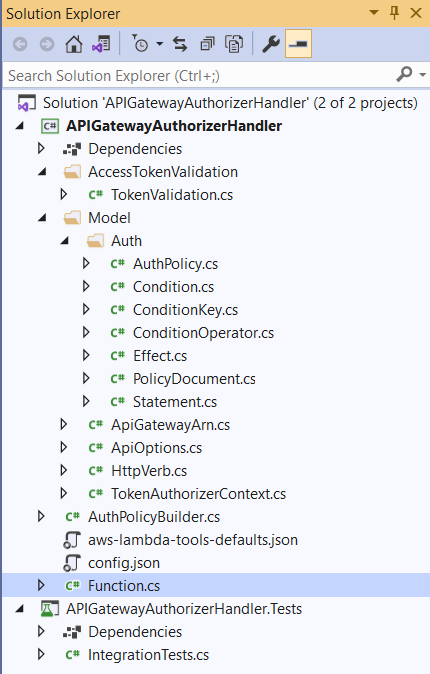 Solution Explorer
Search Solution Explorer (Ctrl+;)
Solution 'APIGatewayAuthorizerHandler' (2 of 2 projects)
C# APIGatewayAuthorizerHandler
Dependencies
AccessTokenValidation
C# TokenValidation.cs
Model
Auth
C# AuthPolicy.cs
C# Condition.cs
C# ConditionKey.cs
C# ConditionOperator.cs
C# Effect.cs
C# PolicyDocument.cs
C# Statement.cs
C# ApiGatewayArn.cs
C# ApiOptions.cs
C# HttpVerb.cs
C# TokenAuthorizerContext.cs
C# AuthPolicyBuilder.cs
aws-lambda-tools-defaults.json
config.json
C# Function.cs
APIGatewayAuthorizerHandler.Tests
Dependencies
C# IntegrationTests.cs